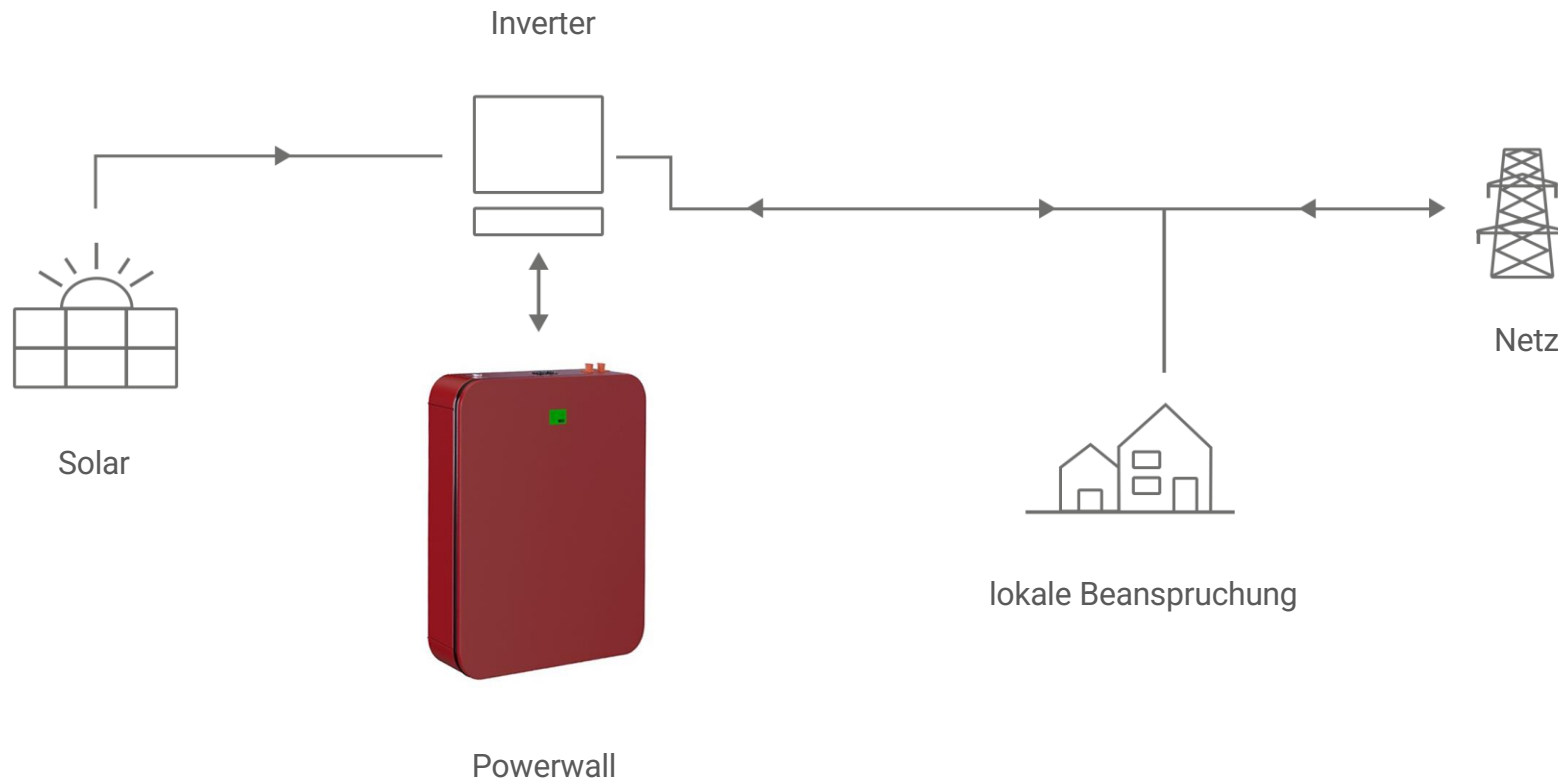 Inverter
Netz
Solar
lokale Beanspruchung
Powerwall